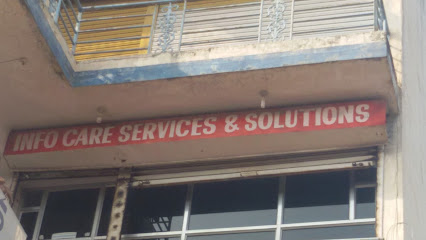 INFO CARE SERVICES & SOLUTIONS